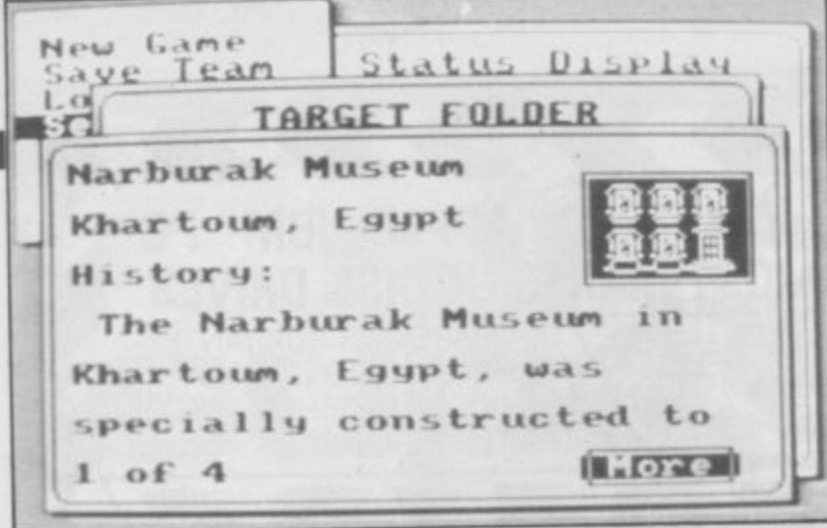 New Game
Save Team
Lo
Status Display
TARGET FOLDER
Narburak Museum
Khartoum, Egypt
History:
The Narburak Museum in
Khartoum, Egypt, was
specially constructed to
1 of 4
More